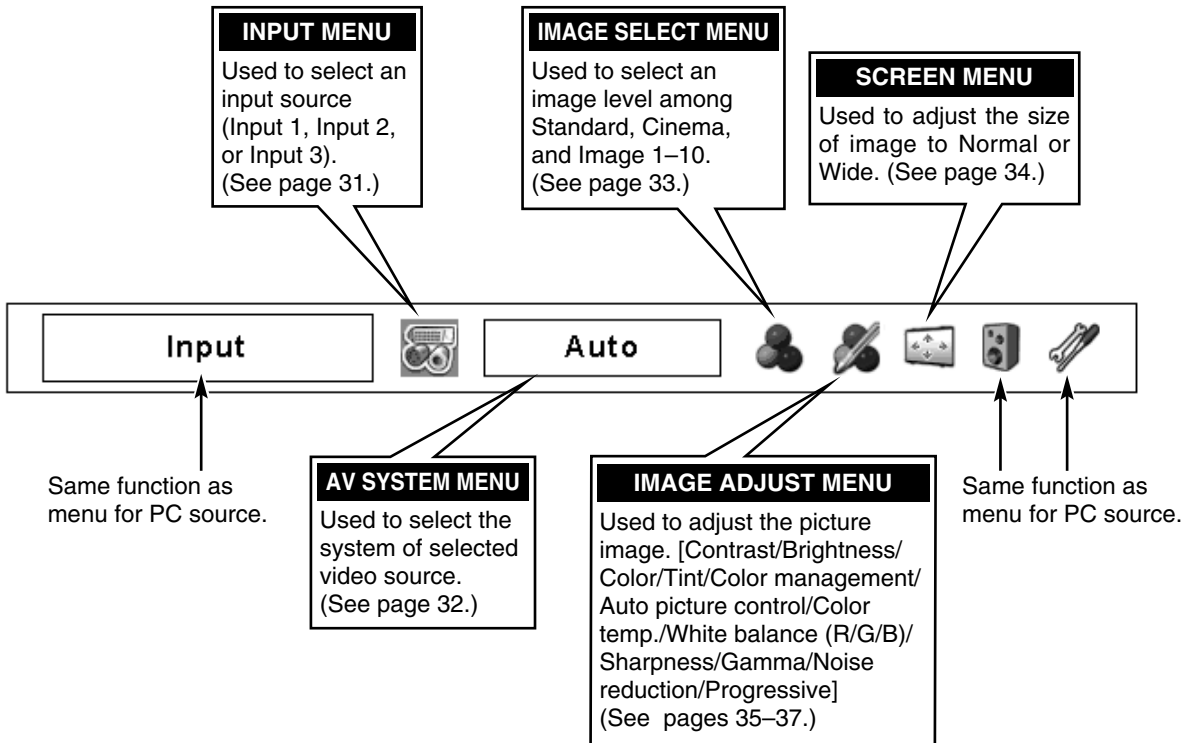 INPUT MENU
Used to select an
input source
(Input 1, Input 2,
or Input 3).
(See page 31.)
IMAGE SELECT MENU
Used to select an
image level among
Standard, Cinema,
and Image 1–10.
(See page 33.)
SCREEN MENU
Used to adjust the size
of image to Normal or
Wide. (See page 34.)
Input
Auto
Same function as
menu for PC source.
AV SYSTEM MENU
Used to select the
system of selected
video source.
(See page 32.)
IMAGE ADJUST MENU
Used to adjust the picture
image. [Contrast/Brightness/
Color/Tint/Color management/
Auto picture control/Color
temp./White balance (R/G/B)/
Sharpness/Gamma/Noise
reduction/Progressive]
(See pages 35–37.)
Same function as
menu for PC source.